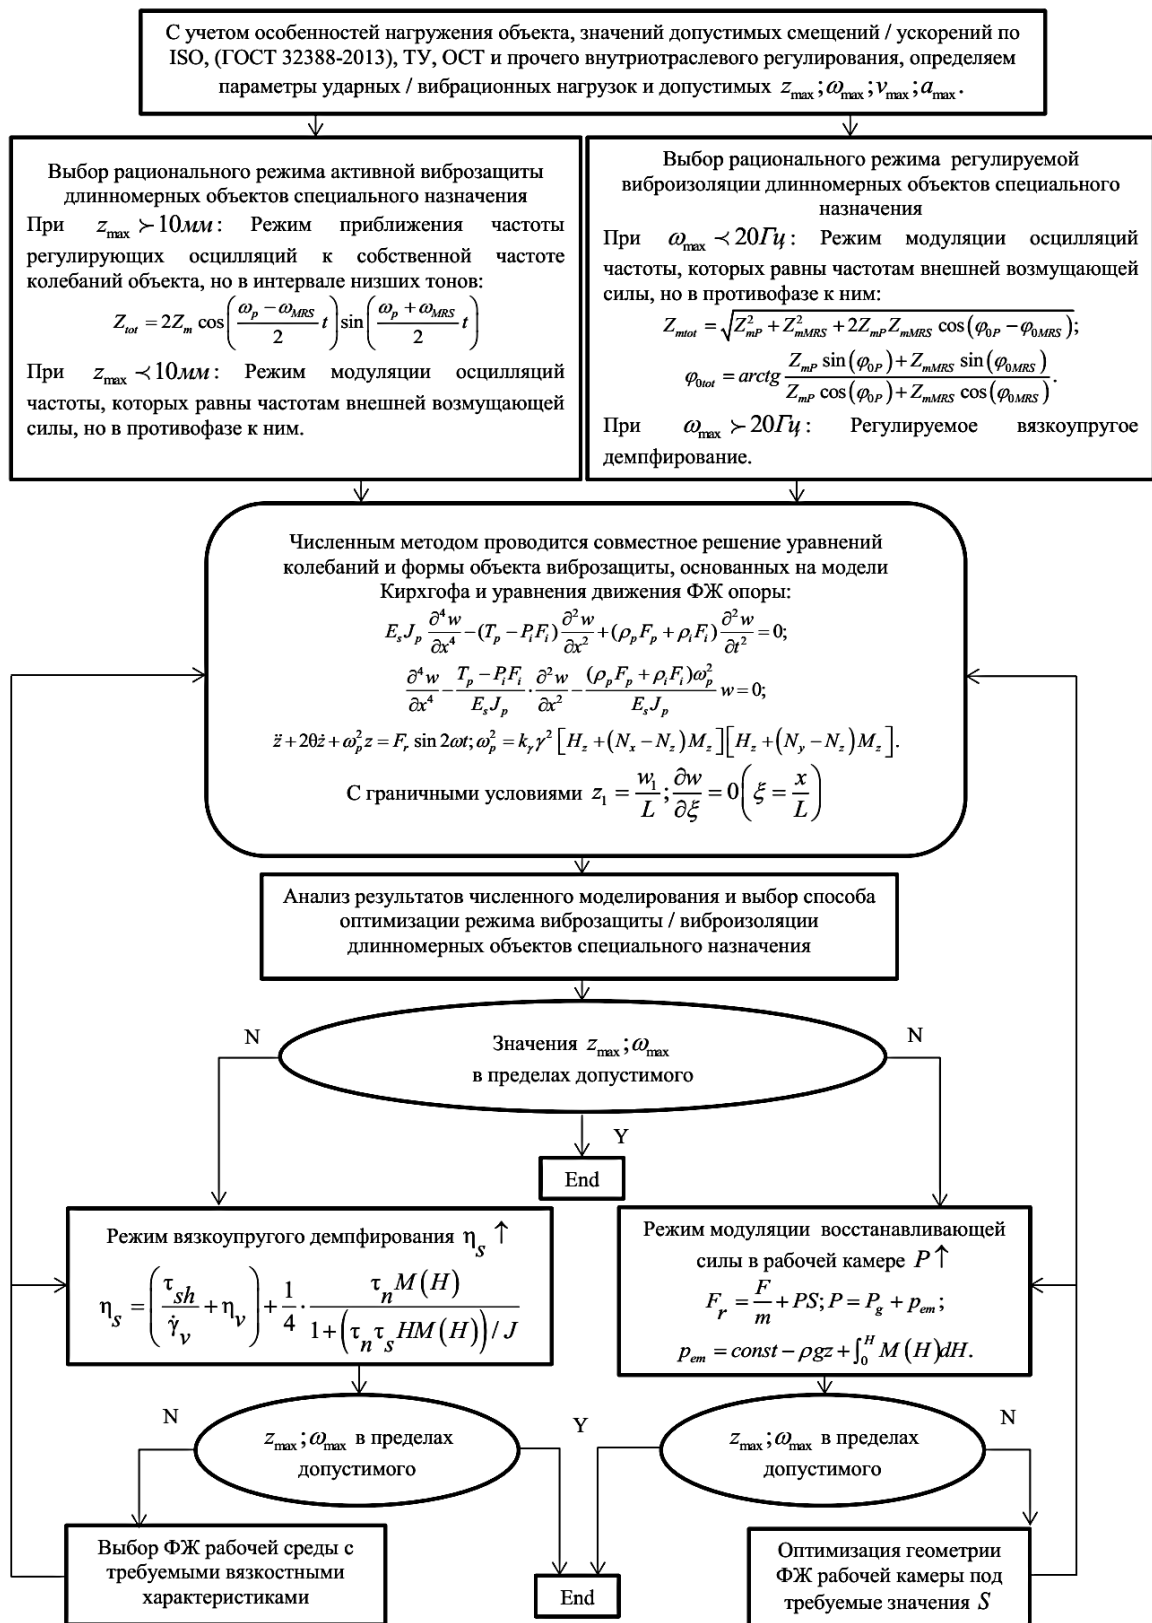 С учетом особенностей нагружения объекта, значений допустимых смещений / ускорений по
ISO, (ГОСТ 32388-2013), ТУ, ОСТ и прочего внутриотраслевого регулирования, определяем
параметры ударных / вибрационных нагрузок и допустимых z_max; ω_max; v_max; a_max.
Выбор рационального режима активной виброзащиты
длинномерных объектов специального назначения
При z_max ≻ 10мм: Режим приближения частоты
регулирующих осцилляций к собственной частоте
колебаний объекта, но в интервале низших тонов:
Z_tot = 2Z_m cos((ω_p − ω_MRS)/2 t) sin((ω_p + ω_MRS)/2 t)
При z_max ≺ 10мм: Режим модуляции осцилляций
частоты, которых равны частотам внешней возмущающей
силы, но в противофазе к ним.
Выбор рационального режима регулируемой
виброизоляции длинномерных объектов специального
назначения
При ω_max ≺ 20Гц: Режим модуляции осцилляций
частоты, которых равны частотам внешней возмущающей
силы, но в противофазе к ним:
Z_mtot = √(Z²_mP + Z²_mMRS + 2Z_mP Z_mMRS cos(φ_0P − φ_0MRS));
φ_0tot = arctg (Z_mP sin(φ_0P) + Z_mMRS sin(φ_0MRS))/(Z_mP cos(φ_0P) + Z_mMRS cos(φ_0MRS)).
При ω_max ≻ 20Гц: Регулируемое вязкоупругое
демпфирование.
Численным методом проводится совместное решение уравнений
колебаний и формы объекта виброзащиты, основанных на модели
Кирхгофа и уравнения движения ФЖ опоры:
E_s J_p ∂⁴w/∂x⁴ − (T_p − P_i F_i) ∂²w/∂x² + (ρ_p F_p + ρ_i F_i) ∂²w/∂t² = 0;
∂⁴w/∂x⁴ − (T_p − P_i F_i)/(E_s J_p) · ∂²w/∂x² − ((ρ_p F_p + ρ_i F_i)ω²_p)/(E_s J_p) w = 0;
z̈ + 2θż + ω²_p z = F_r sin 2ωt; ω²_p = k_γ γ² [H_z + (N_x − N_z) M_z][H_z + (N_y − N_z) M_z].
С граничными условиями z₁ = w₁/L; ∂w/∂ξ = 0 (ξ = x/L)
Анализ результатов численного моделирования и выбор способа
оптимизации режима виброзащиты / виброизоляции
длинномерных объектов специального назначения
N
Значения z_max; ω_max
в пределах допустимого
N
Y
End
Режим вязкоупругого демпфирования η_s ↑
η_s = (τ_sh/γ̇_v + η_v) + 1/4 · τ_n M(H)/(1 + (τ_n τ_s HM(H))/J)
Режим модуляции восстанавливающей
силы в рабочей камере P ↑
F_r = F/m + PS; P = P_g + p_em;
p_em = const − ρgz + ∫₀ᴴ M(H)dH.
N
z_max; ω_max в пределах
допустимого
Y
z_max; ω_max в пределах
допустимого
N
Выбор ФЖ рабочей среды с
требуемыми вязкостными
характеристиками
End
Оптимизация геометрии
ФЖ рабочей камеры под
требуемые значения S